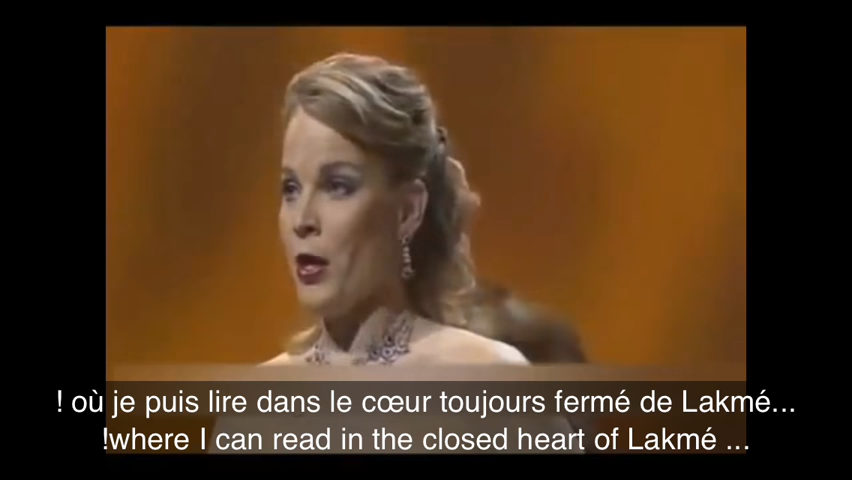 ! où je puis lire dans le cœur toujours fermé de Lakmé...
!where I can read in the closed heart of Lakmé ...